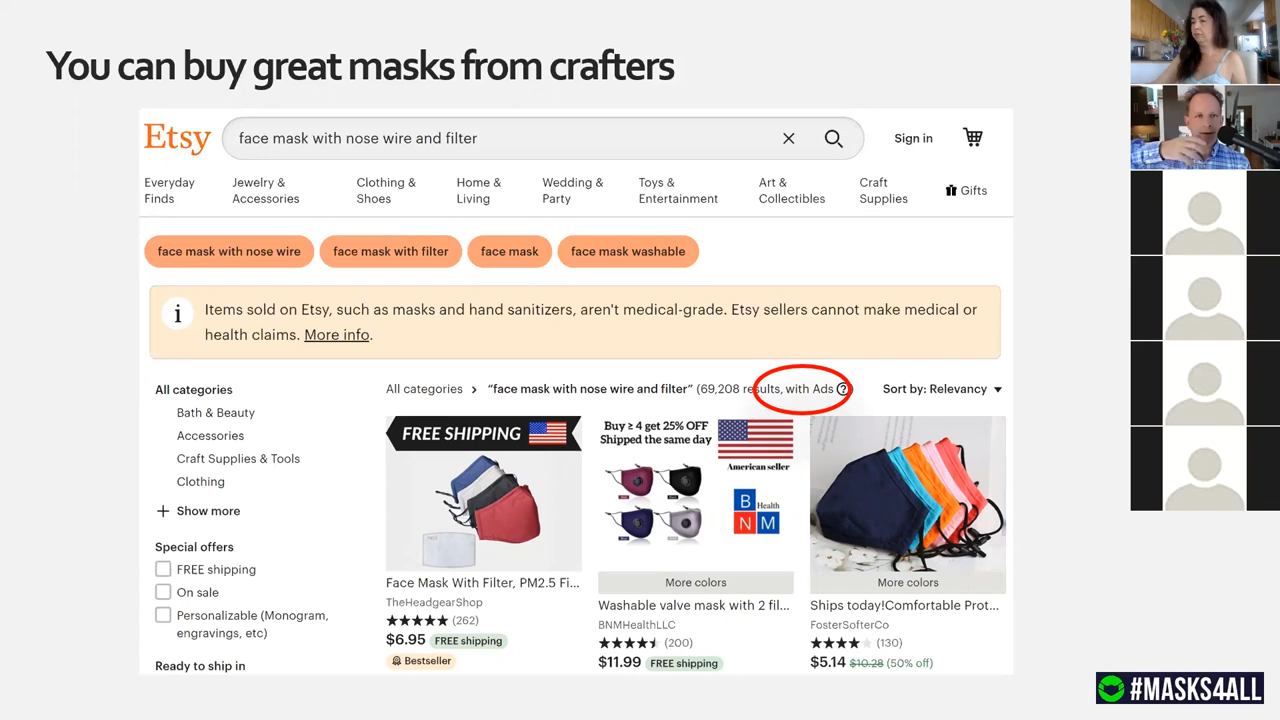 You can buy great masks from crafters
Etsy
face mask with nose wire and filter
Sign in
Everyday Finds
Jewelry & Accessories
Clothing & Shoes
Home & Living
Wedding & Party
Toys & Entertainment
Art & Collectibles
Craft Supplies
Gifts
face mask with nose wire
face mask with filter
face mask
face mask washable
i
Items sold on Etsy, such as masks and hand sanitizers, aren't medical-grade. Etsy sellers cannot make medical or
health claims. More info.
All categories
Bath & Beauty
Accessories
Craft Supplies & Tools
Clothing
+ Show more
Special offers
FREE shipping
On sale
Personalizable (Monogram,
engravings, etc)
Ready to ship in
All categories > “face mask with nose wire and filter” (69,208 results, with Ads ?
Sort by: Relevancy
FREE SHIPPING
Face Mask With Filter, PM2.5 Fi...
TheHeadgearShop
★★★★★ (262)
$6.95 FREE shipping
Bestseller
Buy ≥ 4 get 25% OFF
Shipped the same day
American seller
B Health
N M
More colors
Washable valve mask with 2 fil...
BNMHealthLLC
(200)
$11.99 FREE shipping
More colors
Ships today!Comfortable Prot...
FosterSofterCo
(130)
$5.14 $10.28 (50% off)
#MASKS4ALL